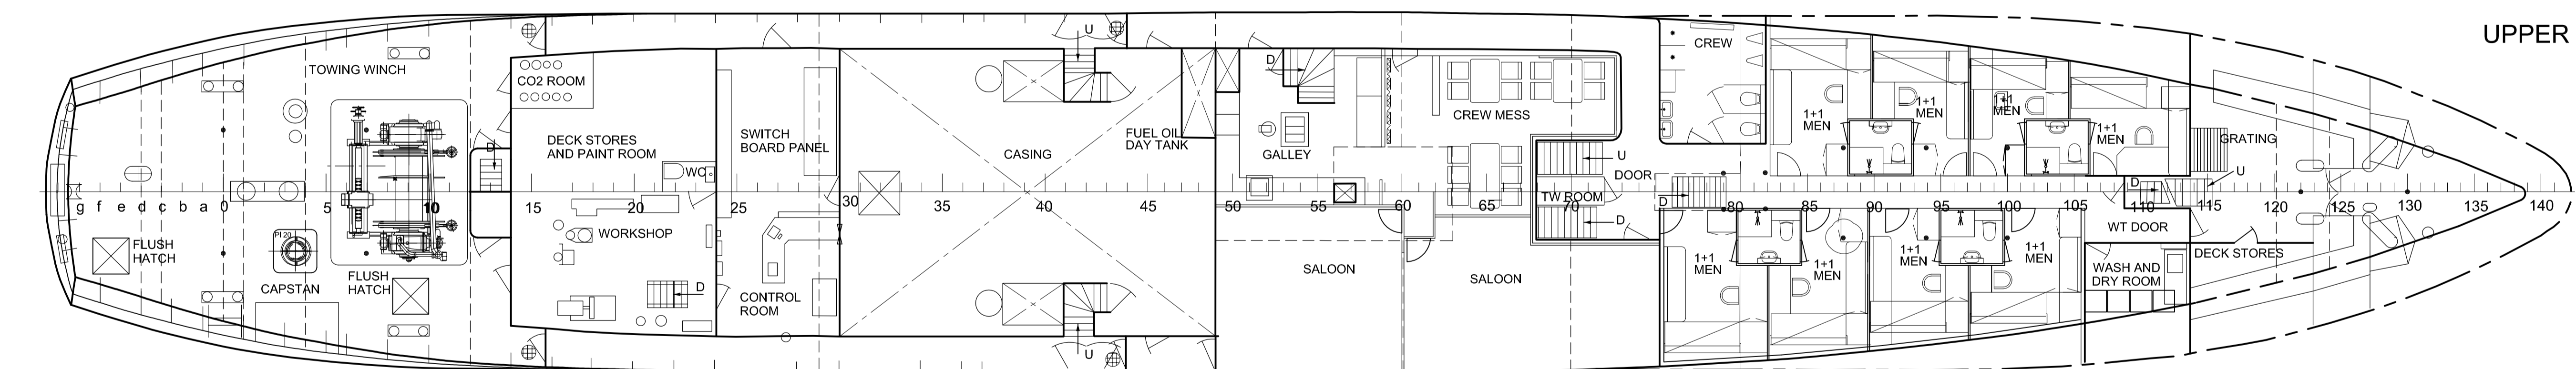 UPPER
CREW
U
TOWING WINCH
CO2 ROOM
D
1+1
MEN
1+1
MEN
1+1
MEN
1+1
MEN
CREW MESS
DECK STORES
AND PAINT ROOM
SWITCH
BOARD PANEL
CASING
FUEL OIL
DAY TANK
GALLEY
GRATING
D
WC
U
DOOR
TW ROOM
U
D
D
g f e d c b a 0 5 10 15 20 25 30 35 40 45 50 55 60 65 70 80 85 90 95 100 105 110 115 120 125 130 135 140
D
PI 20
WORKSHOP
WT DOOR
FLUSH
HATCH
1+1
MEN
1+1
MEN
1+1
MEN
1+1
MEN
DECK STORES
SALOON
SALOON
WASH AND
DRY ROOM
FLUSH
HATCH
CAPSTAN
D
CONTROL
ROOM
U